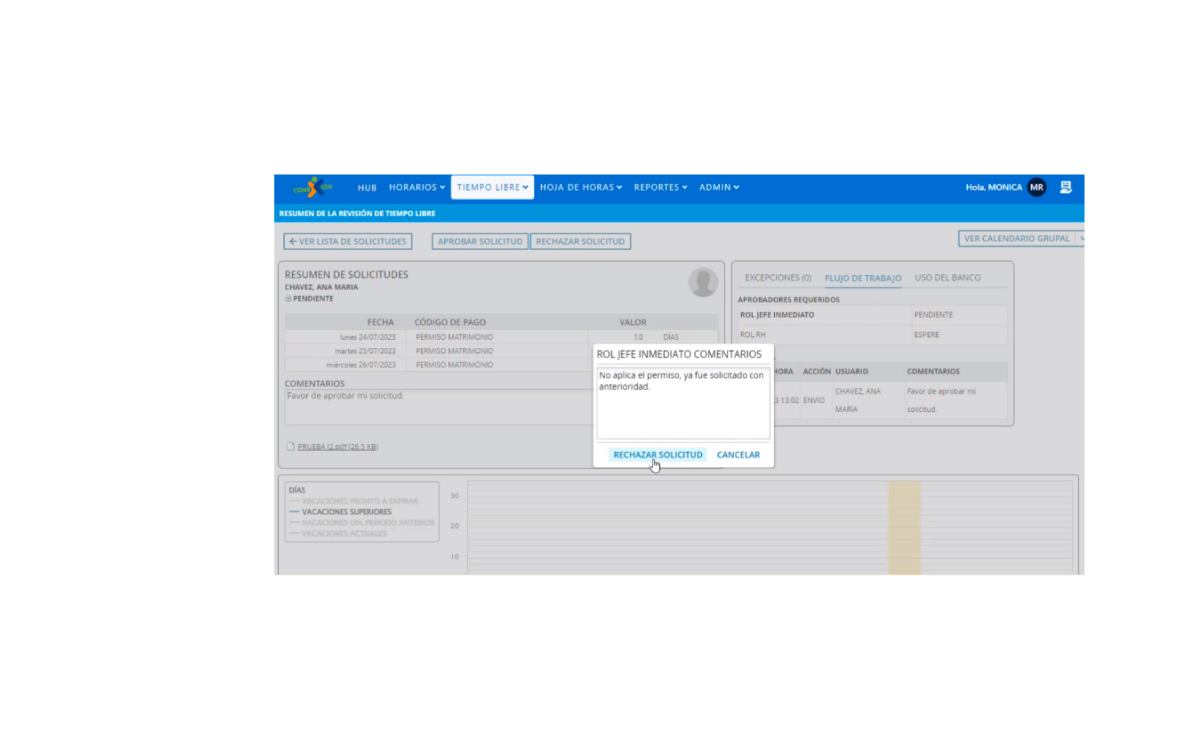 CONEXIÓN HUB HORARIOS TIEMPO LIBRE HOJA DE HORAS REPORTES ADMIN Hola, MONICA MR
RESUMEN DE LA REVISIÓN DE TIEMPO LIBRE
VER LISTA DE SOLICITUDES APROBAR SOLICITUD RECHAZAR SOLICITUD VER CALENDARIO GRUPAL
RESUMEN DE SOLICITUDES
CHAVEZ, ANA MARIA
PENDIENTE
FECHA CÓDIGO DE PAGO VALOR
lunes 24/07/2023 PERMISO MATRIMONIO 1.0 DÍAS
martes 25/07/2023 PERMISO MATRIMONIO
miércoles 26/07/2023 PERMISO MATRIMONIO
COMENTARIOS
Favor de aprobar mi solicitud.
PRUEBA (2.pdf (26.5 KB)
EXCEPCIONES (0) FLUJO DE TRABAJO USO DEL BANCO
APROBADORES REQUERIDOS
ROL JEFE INMEDIATO PENDIENTE
ROL RH ESPERE
HORA ACCIÓN USUARIO COMENTARIOS
3 13:02 ENVIO CHAVEZ, ANA Favor de aprobar mi
MARIA solicitud.
ROL JEFE INMEDIATO COMENTARIOS
No aplica el permiso, ya fue solicitado con
anterioridad.
RECHAZAR SOLICITUD CANCELAR
DÍAS
VACACIONES PRONTO A EXPIRAR
VACACIONES SUPERIORES
VACACIONES DEL PERIODO ANTERIOR
VACACIONES ACTUALES
30
20
10